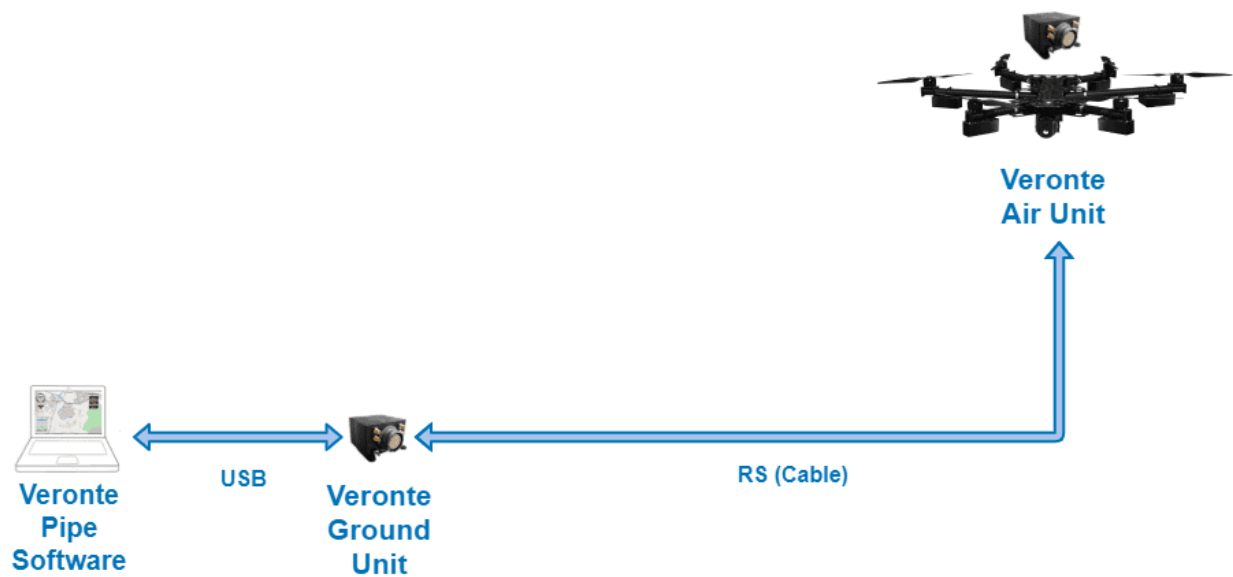 Veronte
Air Unit
USB
RS (Cable)
Veronte
Pipe
Software
Veronte
Ground
Unit